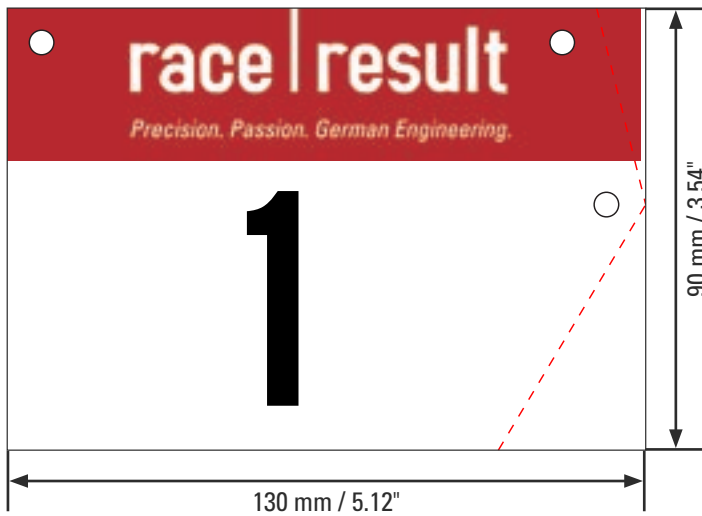 race|result
Precision. Passion. German Engineering.
1
90 mm / 3.54"
130 mm / 5.12"